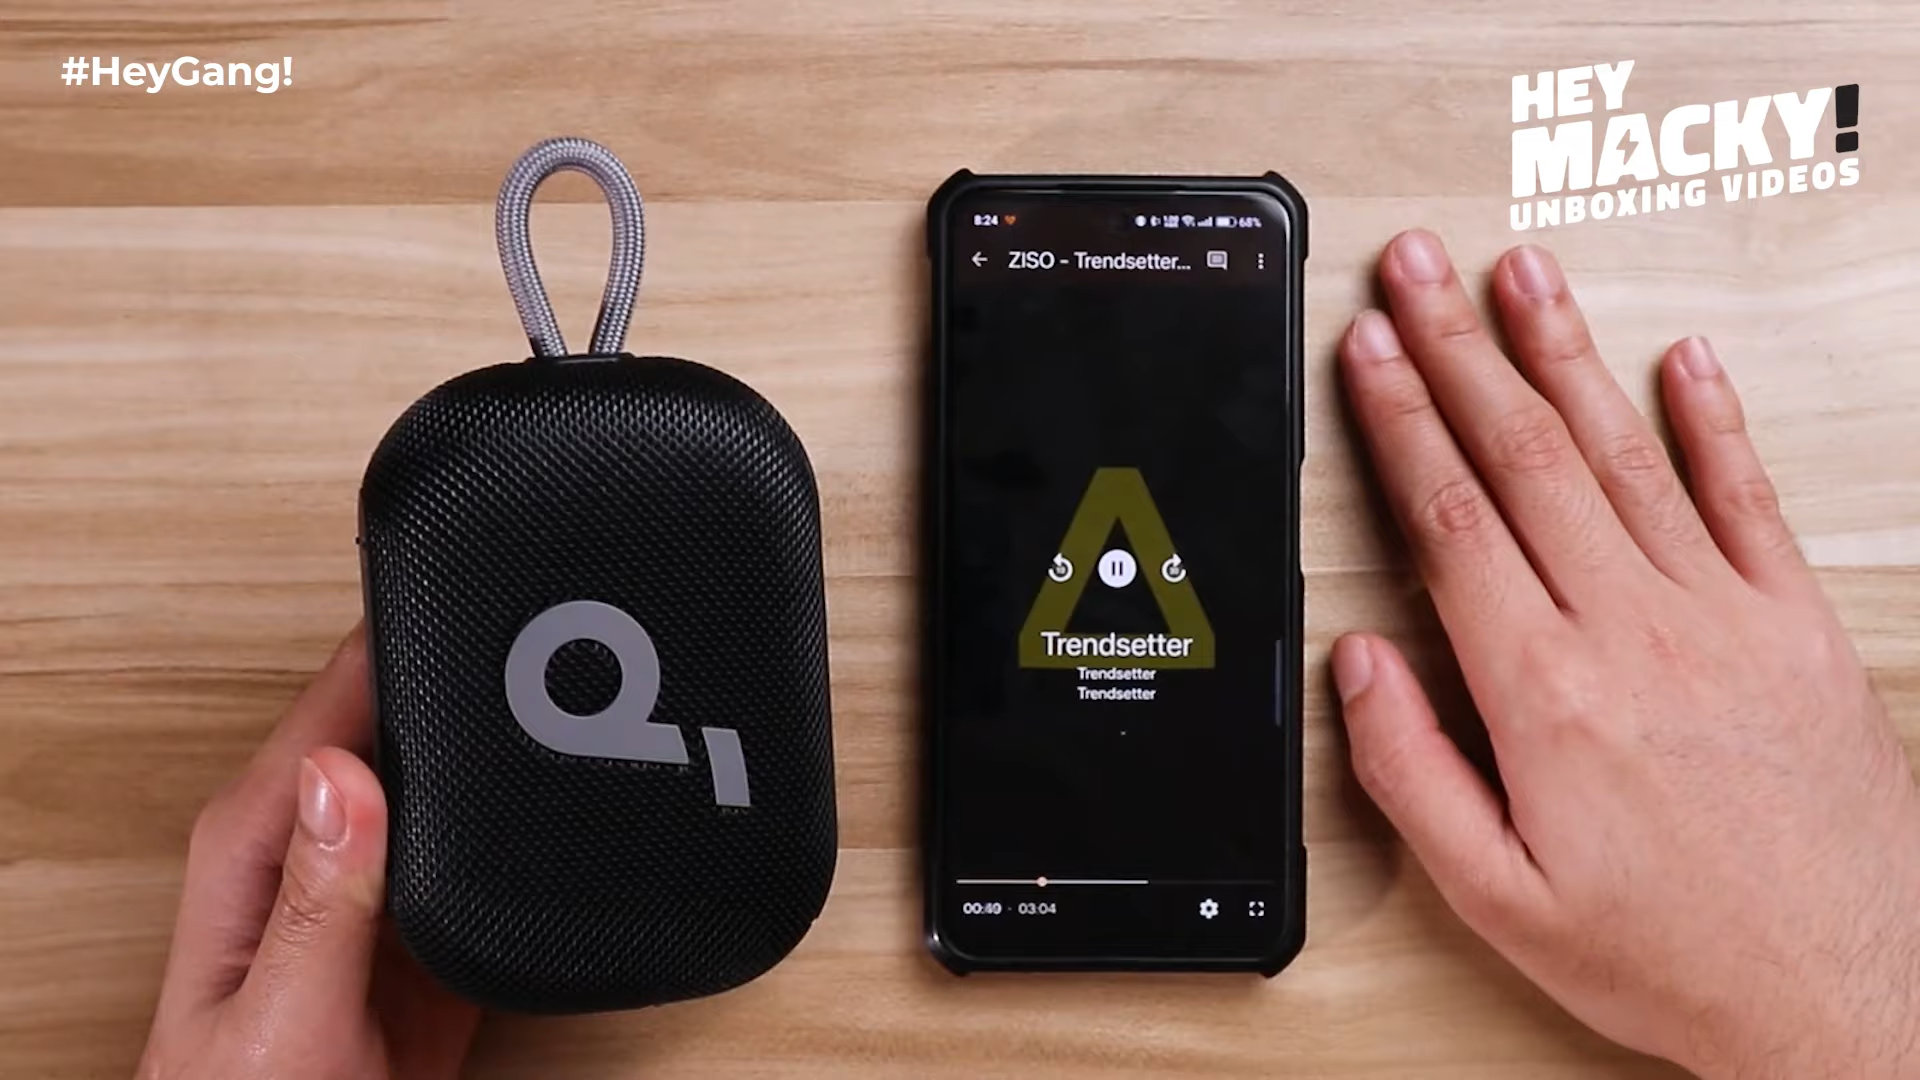 #HeyGang!
HEY
MACKY!
UNBOXING VIDEOS
8:24
68%
ZISO - Trendsetter...
Trendsetter
Trendsetter
Trendsetter
00:49 · 03:04